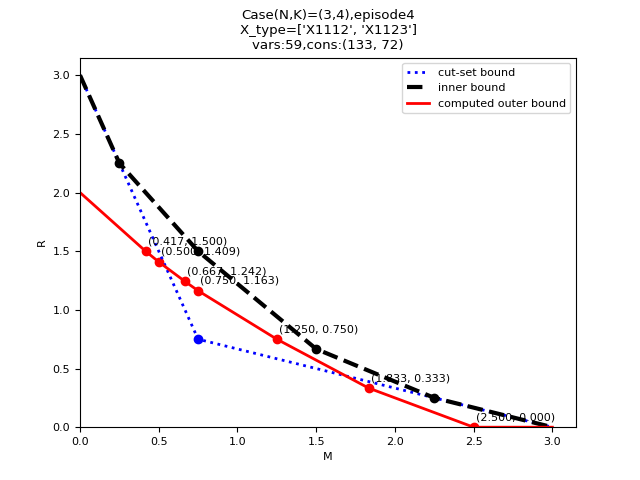 Case(N,K)=(3,4),episode4
X_type=['X1112', 'X1123']
vars:59,cons:(133, 72)
cut-set bound
inner bound
computed outer bound
R
3.0
2.5
2.0
1.5
1.0
0.5
0.0
(0.417, 1.500)
(0.500, 1.409)
(0.667, 1.242)
(0.750, 1.163)
(1.250, 0.750)
(1.833, 0.333)
(2.500, 0.000)
0.0 0.5 1.0 1.5 2.0 2.5 3.0
M